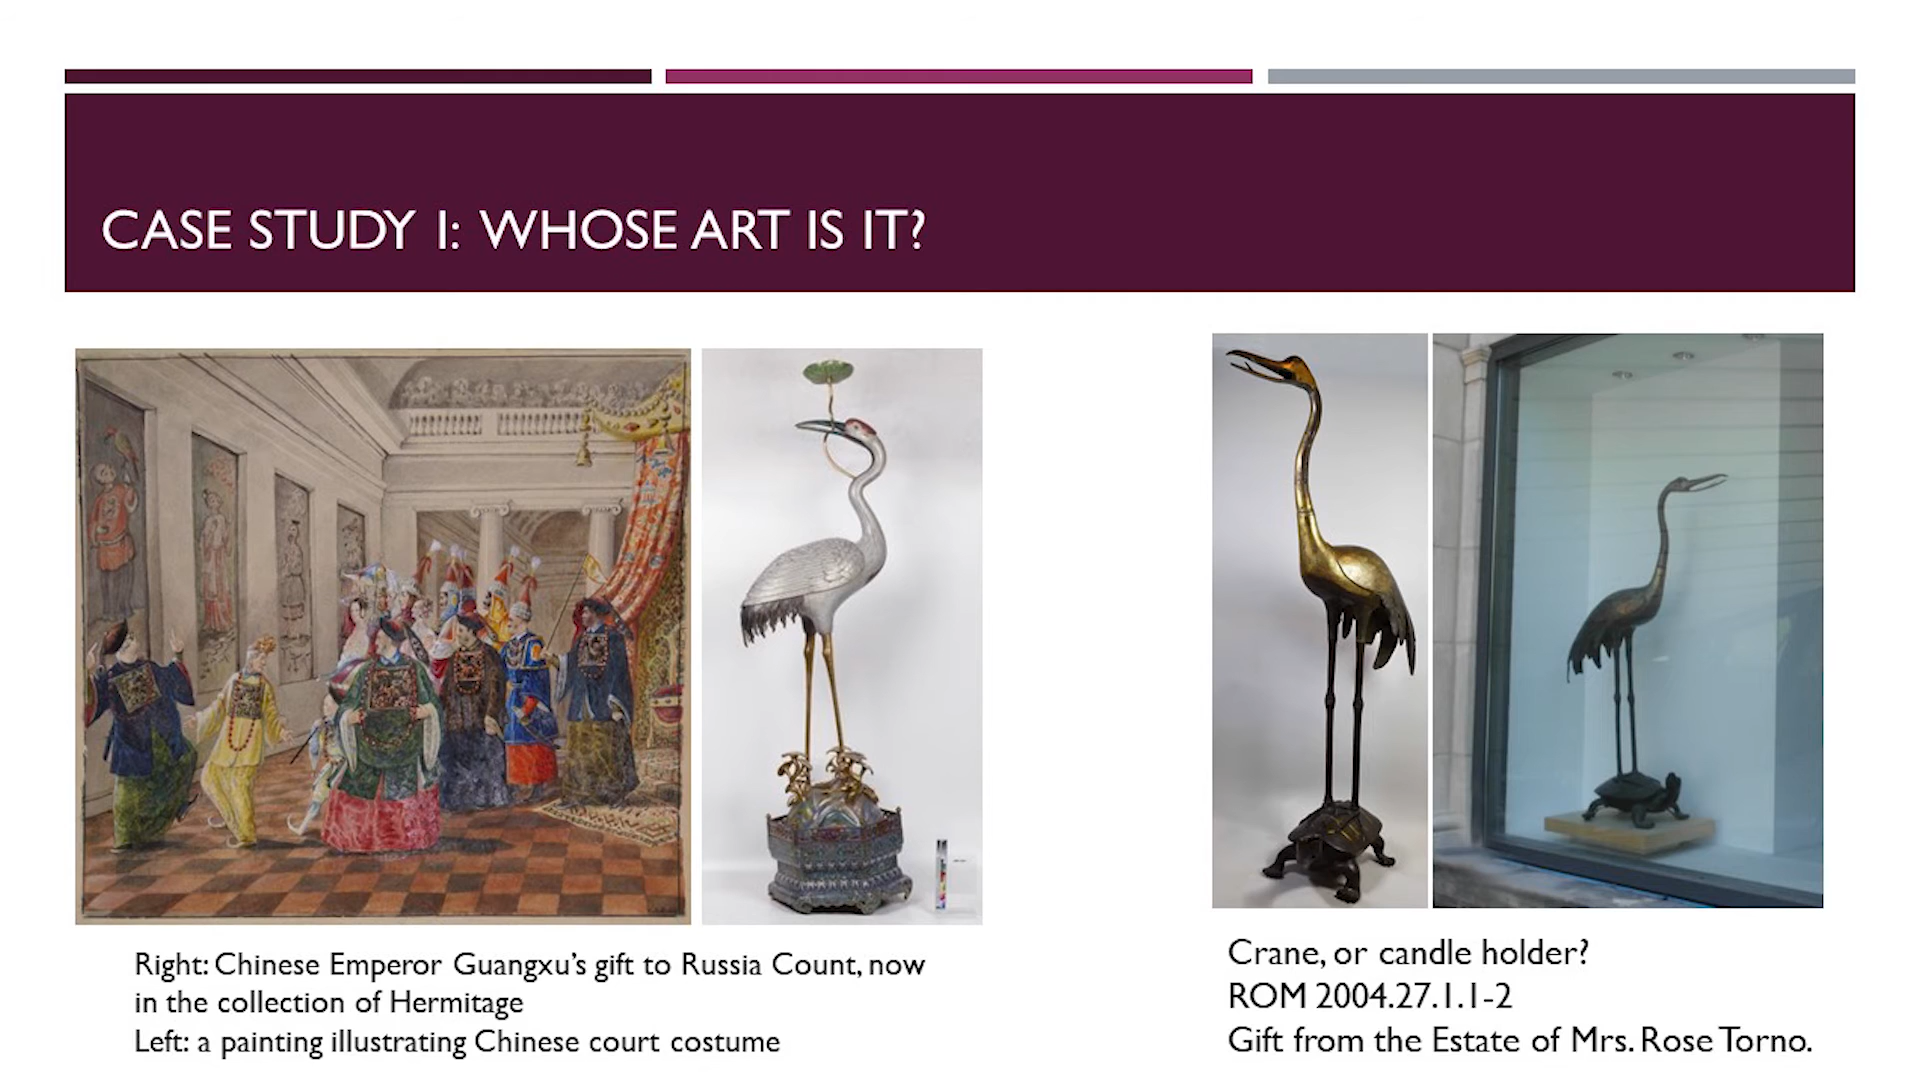 CASE STUDY I: WHOSE ART IS IT?
Right: Chinese Emperor Guangxu's gift to Russia Count, now
in the collection of Hermitage
Left: a painting illustrating Chinese court costume
Crane, or candle holder?
ROM 2004.27.1.1-2
Gift from the Estate of Mrs. Rose Torno.